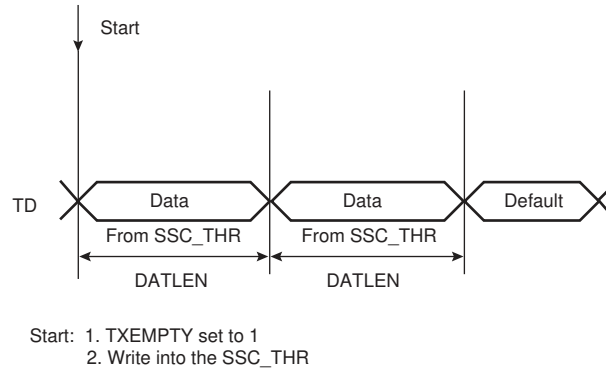 Start
TD
Data
Data
Default
From SSC_THR
From SSC_THR
DATLEN
DATLEN
Start: 1. TXEMPTY set to 1
2. Write into the SSC_THR